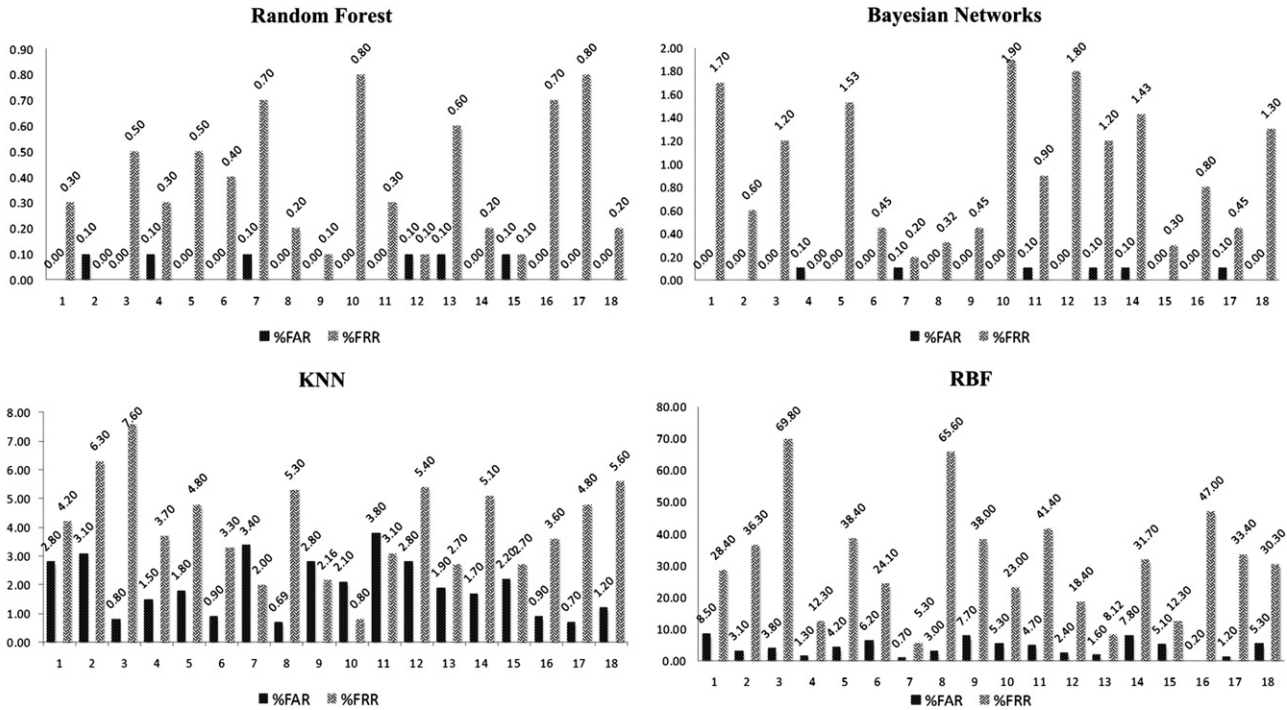 Random Forest
0.90
0.80
0.70
0.60
0.50
0.40
0.30
0.20
0.10
0.00
0.00 0.30 0.10 0.00 0.00 0.50 0.10 0.30 0.00 0.50 0.00 0.40 0.10 0.70 0.00 0.20 0.00 0.10 0.00 0.80 0.00 0.30 0.10 0.10 0.10 0.60 0.00 0.20 0.10 0.10 0.00 0.70 0.00 0.80 0.00 0.20
1 2 3 4 5 6 7 8 9 10 11 12 13 14 15 16 17 18
%FAR %FRR
Bayesian Networks
2.00
1.80
1.60
1.40
1.20
1.00
0.80
0.60
0.40
0.20
0.00
0.00 1.70 0.00 0.60 0.00 1.20 0.10 0.00 0.00 1.53 0.00 0.45 0.10 0.20 0.00 0.32 0.00 0.45 0.00 1.90 0.10 0.90 0.00 1.80 0.10 1.20 0.10 1.43 0.00 0.30 0.00 0.80 0.10 0.45 0.00 1.30
1 2 3 4 5 6 7 8 9 10 11 12 13 14 15 16 17 18
%FAR %FRR
KNN
8.00
7.00
6.00
5.00
4.00
3.00
2.00
1.00
0.00
2.80 4.20 3.10 6.30 0.80 7.60 1.50 3.70 1.80 4.80 0.90 3.30 3.40 2.00 0.69 5.30 2.80 2.16 2.10 0.80 3.80 3.10 2.80 5.40 1.90 2.70 1.70 5.10 2.20 2.70 0.90 3.60 0.70 4.80 1.20 5.60
1 2 3 4 5 6 7 8 9 10 11 12 13 14 15 16 17 18
%FAR %FRR
RBF
80.00
70.00
60.00
50.00
40.00
30.00
20.00
10.00
0.00
8.50 28.40 3.10 36.30 3.80 69.80 1.30 12.30 4.20 38.40 6.20 24.10 0.70 5.30 3.00 65.60 7.70 38.00 5.30 23.00 4.70 41.40 2.40 18.40 1.60 8.12 7.80 31.70 5.10 12.30 0.20 47.00 1.20 33.40 5.30 30.30
1 2 3 4 5 6 7 8 9 10 11 12 13 14 15 16 17 18
%FAR %FRR